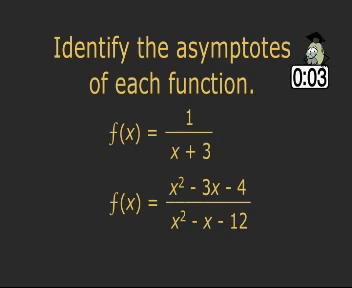 Identify the asymptotes
of each function.
0:03
f(x) = 1 / (x + 3)
f(x) = (x² - 3x - 4) / (x² - x - 12)